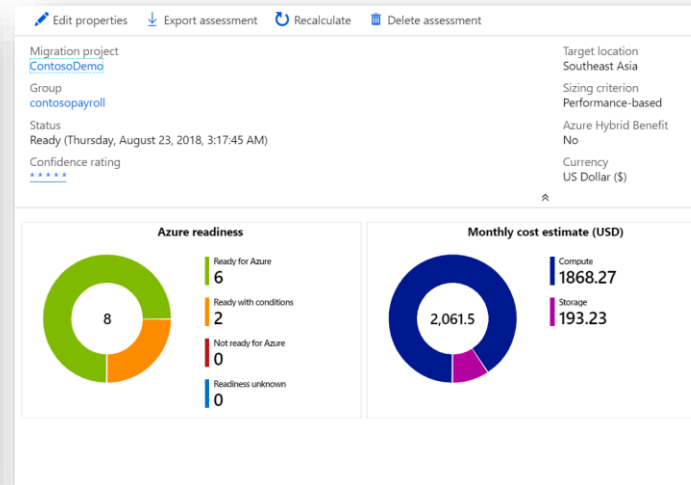 Edit properties Export assessment Recalculate Delete assessment
Migration project
ContosoDemo
Group
contosopayroll
Status
Ready (Thursday, August 23, 2018, 3:17:45 AM)
Confidence rating
* * * * *
Target location
Southeast Asia
Sizing criterion
Performance-based
Azure Hybrid Benefit
No
Currency
US Dollar ($)
Azure readiness
8
Ready for Azure
6
Ready with conditions
2
Not ready for Azure
0
Readiness unknown
0
Monthly cost estimate (USD)
2,061.5
Compute
1868.27
Storage
193.23